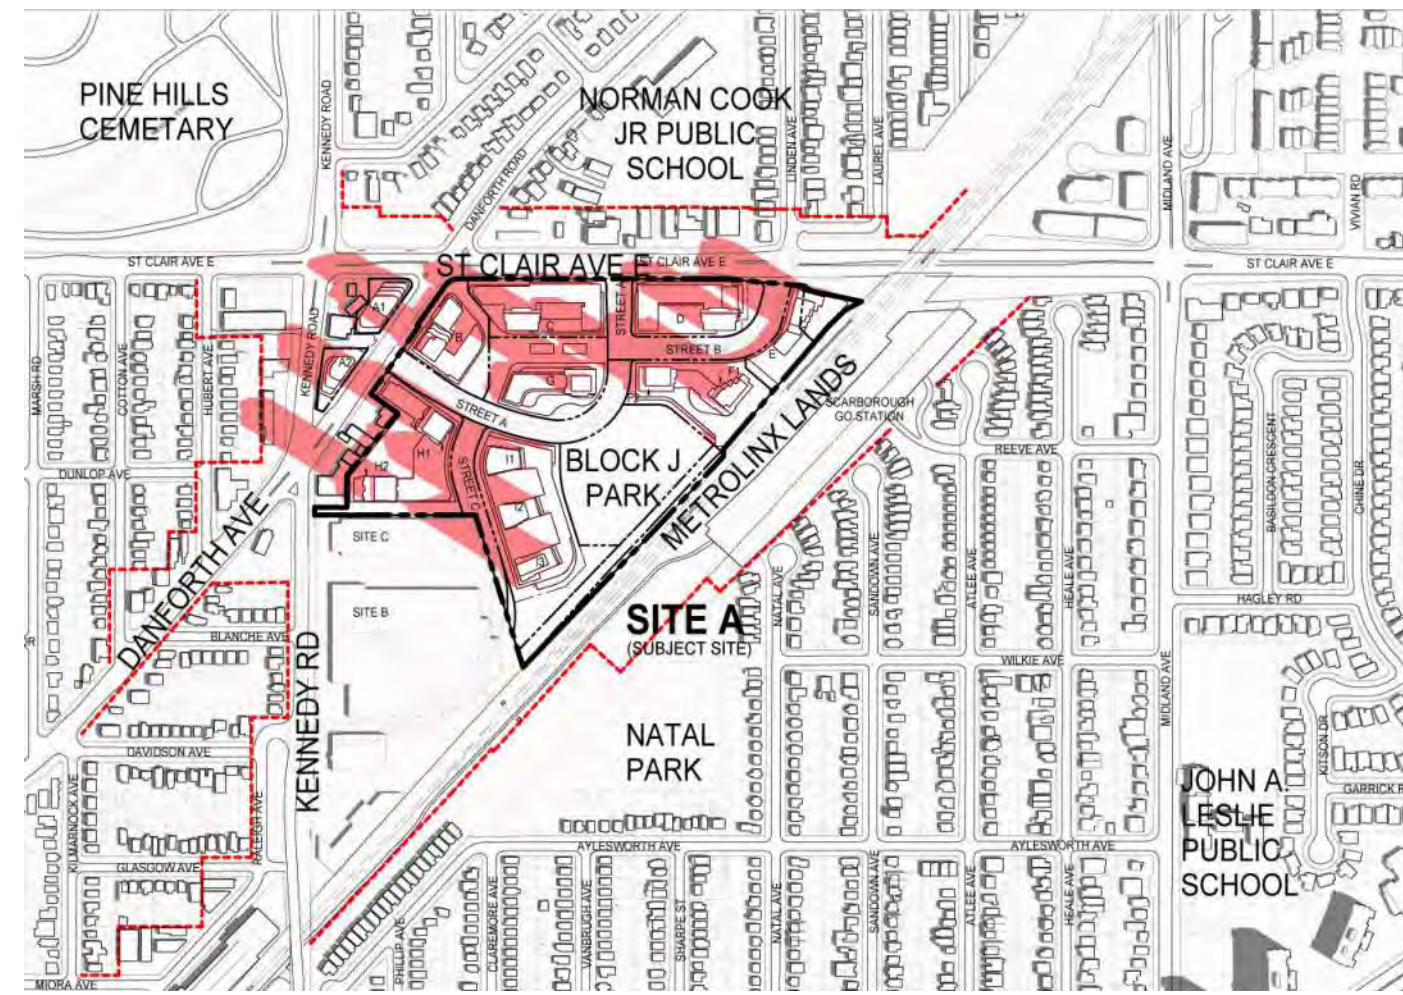 PINE HILLS
CEMETARY
KENNEDY ROAD
NORMAN COOK
JR PUBLIC
SCHOOL
DANFORTH ROAD
LINDEN AVE
LAUREL AVE
MIDLAND AVE
VIVIAN RD
ST CLAIR AVE E
ST CLAIR AVE E
ST CLAIR AVE E
ST CLAIR AVE E
MARSH RD
COTTON AVE
HUBERT AVE
KENNEDY ROAD
A1
A2
B
C
STREET A
D
STREET B
E
F1
G
STREET A
SCARBOROUGH
GO STATION
METROLINX LANDS
BLOCK J
PARK
H1
H2
STREET C
I1
I2
I3
DUNLOP AVE
REEVE AVE
BASILDON CRESCENT
CHINE DR
DANFORTH AVE
SITE C
SITE B
SITE A
(SUBJECT SITE)
NATAL AVE
SANDOWN AVE
ATLEE AVE
HEALE AVE
HAGLEY RD
BLANCHE AVE
WILKIE AVE
MIDLAND AVE
KENNEDY RD
NATAL
PARK
DAVIDSON AVE
KITSON DR
JOHN A.
LESLIE
PUBLIC
SCHOOL
GARRICK R
KILMARNOCK AVE
RALEIGH AVE
GLASGOW AVE
AYLESWORTH AVE
AYLESWORTH AVE
PHILLIP AVE
CLAREMORE AVE
VANBRUGH AVE
SHARPE ST
NATAL AVE
SANDOWN AVE
ATLEE AVE
HEALE AVE
MIDRA AVE